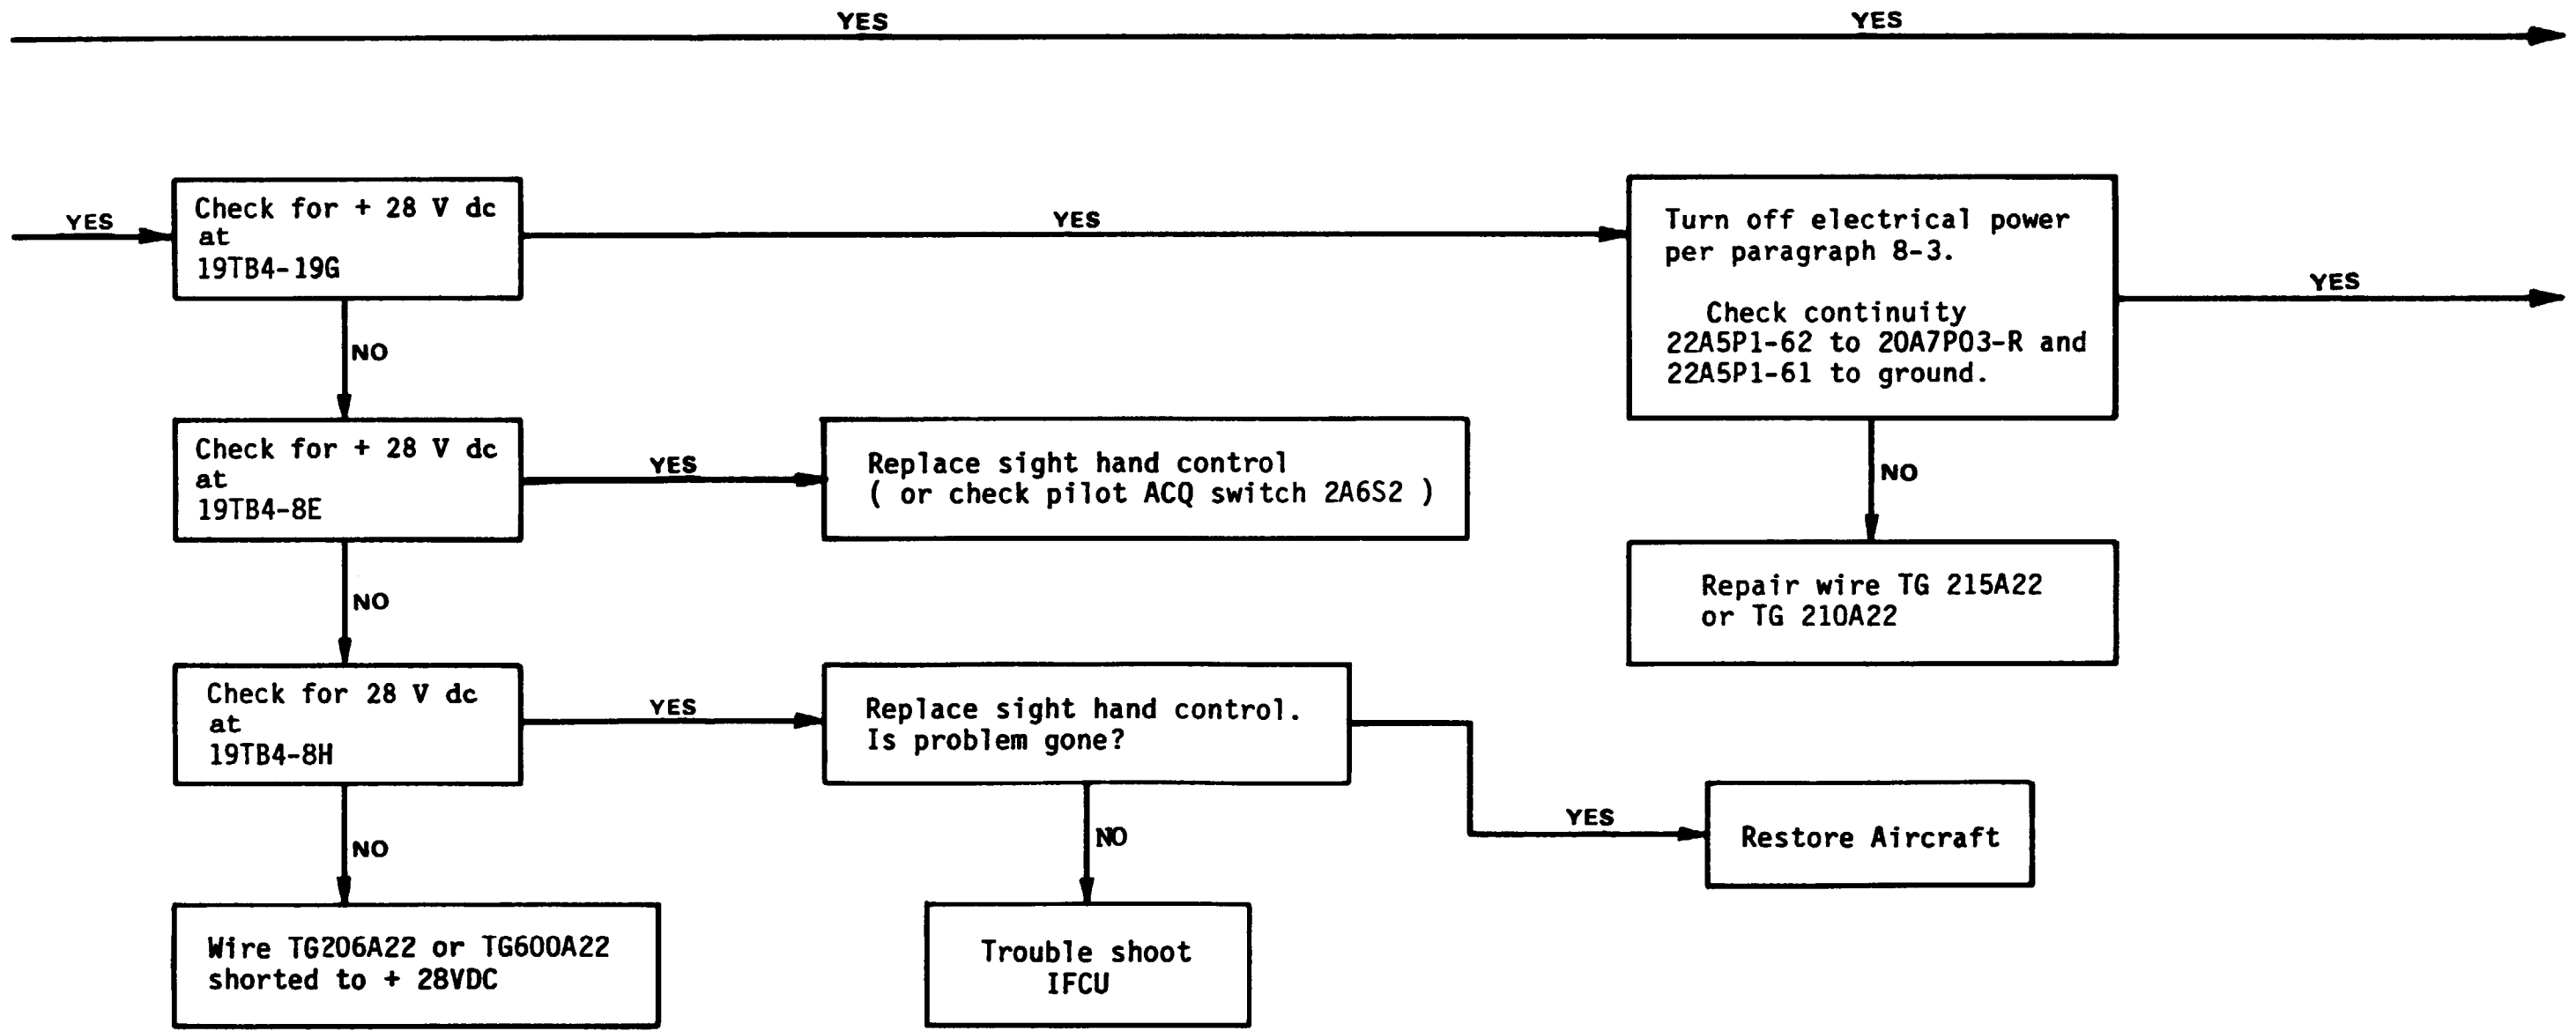 YES
YES
YES
Check for + 28 V dc
at
19TB4-19G
YES
Turn off electrical power
per paragraph 8-3.
Check continuity
22A5P1-62 to 20A7P03-R and
22A5P1-61 to ground.
YES
NO
Check for + 28 V dc
at
19TB4-8E
YES
Replace sight hand control
( or check pilot ACQ switch 2A6S2 )
NO
Repair wire TG 215A22
or TG 210A22
NO
Check for 28 V dc
at
19TB4-8H
YES
Replace sight hand control.
Is problem gone?
YES
Restore Aircraft
NO
NO
Wire TG206A22 or TG600A22
shorted to + 28VDC
Trouble shoot
IFCU